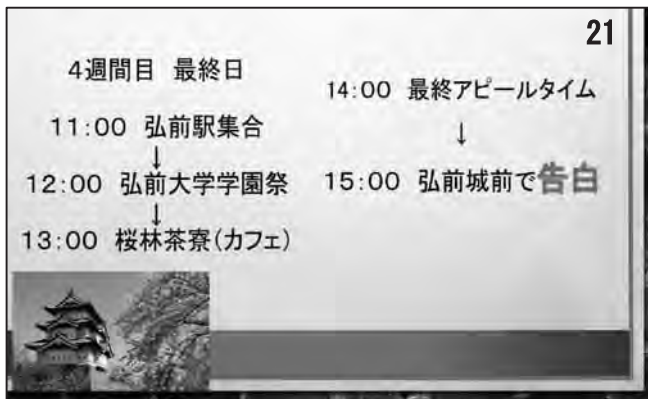 21
4週間目 最終日
11:00 弘前駅集合
↓
12:00 弘前大学学園祭
↓
13:00 桜林茶寮(カフェ)
14:00 最終アピールタイム
↓
15:00 弘前城前で告白